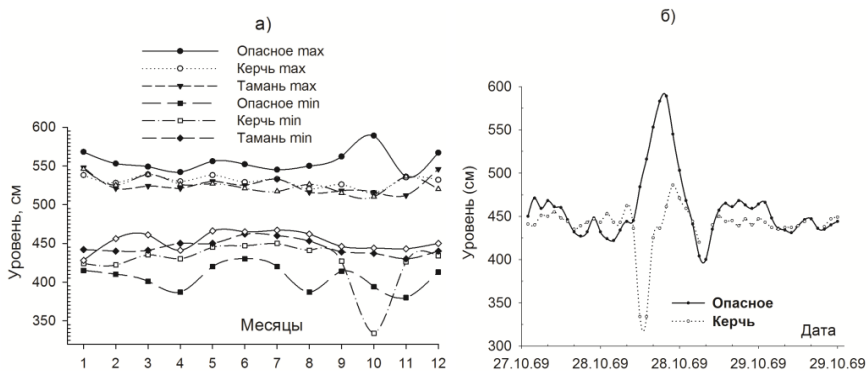 а)
Опасное max
Керчь max
Тамань max
Опасное min
Керчь min
Тамань min
600
550
500
450
400
350
Уровень, см
Месяцы
1 2 3 4 5 6 7 8 9 10 11 12
б)
600
550
500
450
400
350
300
Уровень (см)
Опасное
Керчь
Дата
27.10.69 28.10.69 28.10.69 29.10.69 29.10.69